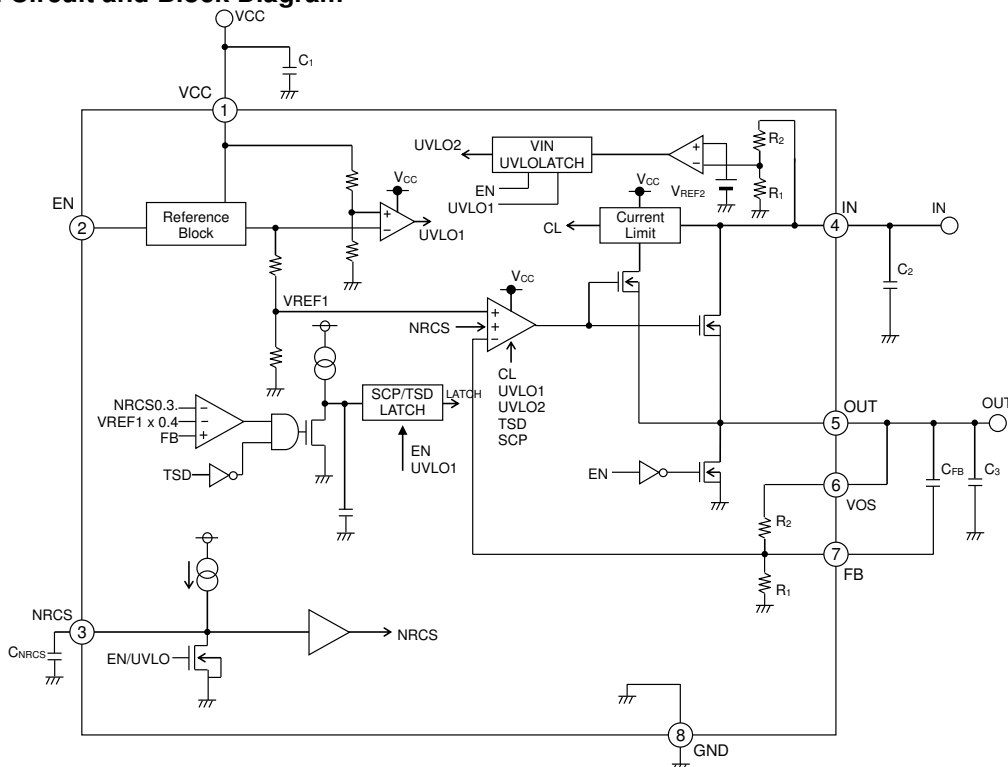 Circuit and Block Diagram
VCC
C1
VCC
1
UVLO2
VIN
UVLOLATCH
EN
UVLO1
VREF2
R2
R1
EN
2
Reference
Block
VCC
UVLO1
VCC
CL
Current
Limit
4
IN
IN
C2
VREF1
VCC
NRCS
CL
UVLO1
UVLO2
TSD
SCP
NRCS0.3.
VREF1 x 0.4
FB
TSD
SCP/TSD
LATCH
LATCH
EN
UVLO1
OUT
5
OUT
EN
6
VOS
CFB
C3
R2
7
FB
R1
NRCS
3
CNRCS
EN/UVLO
NRCS
8
GND